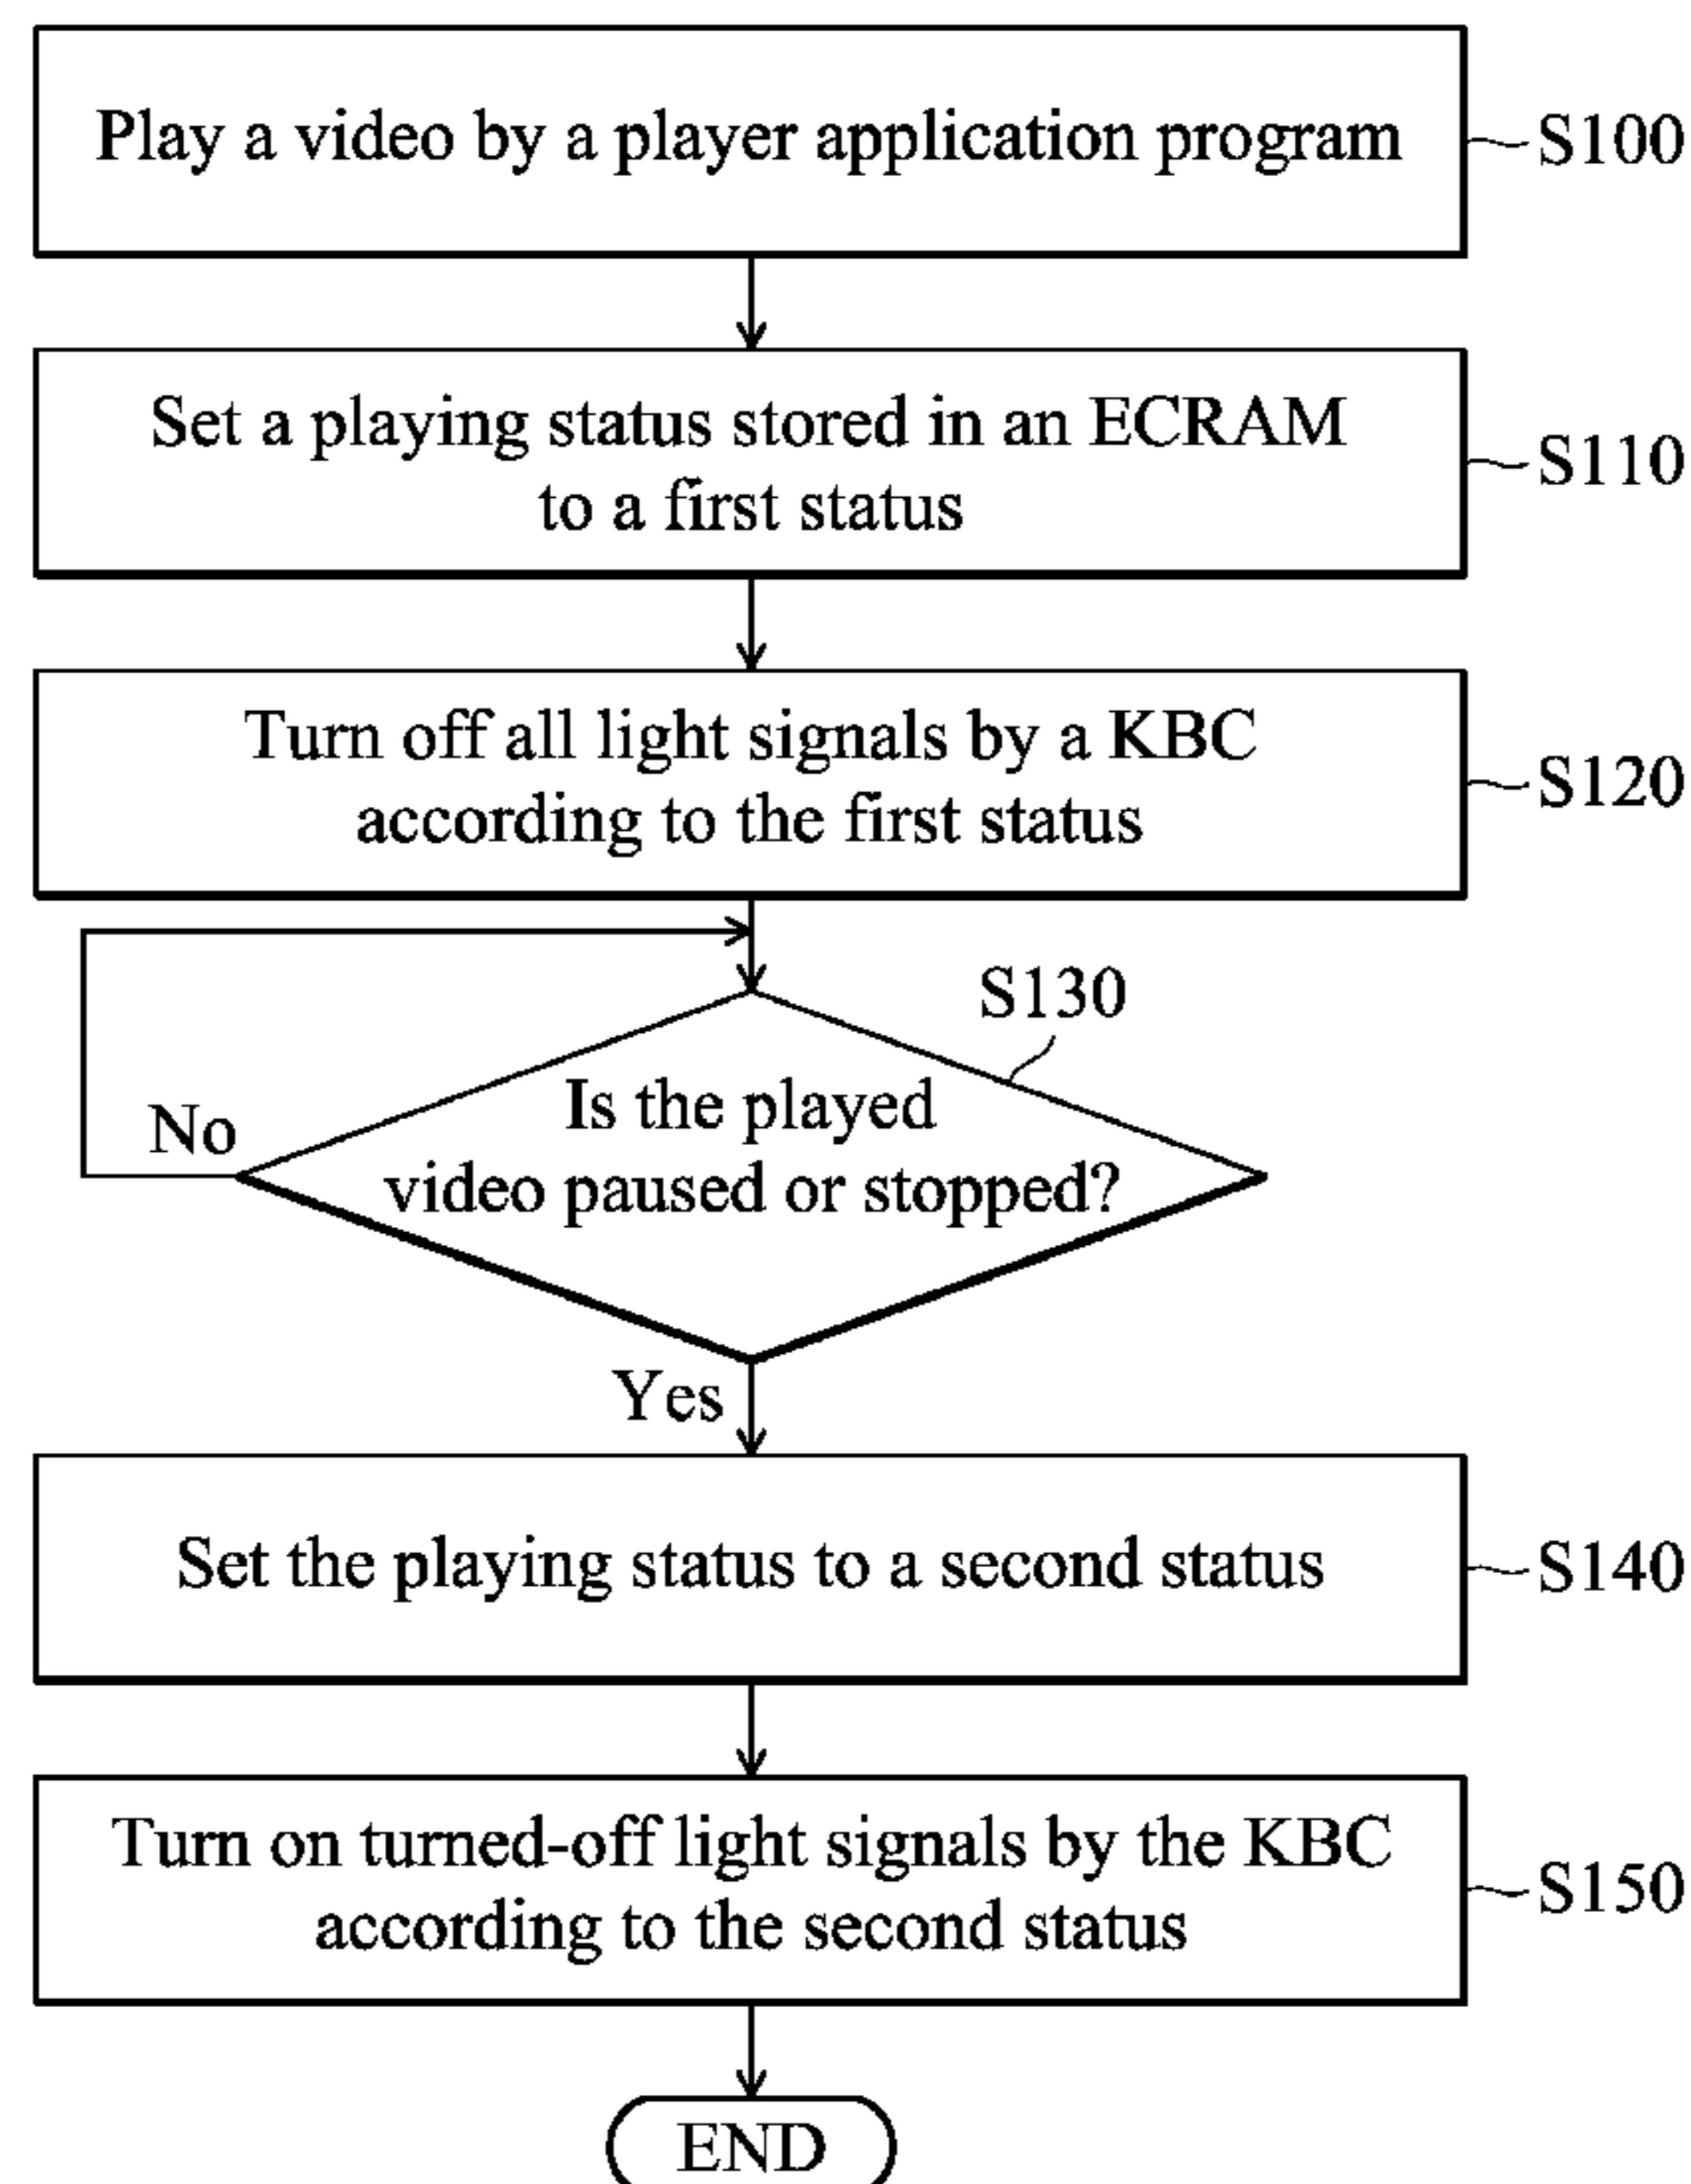 Play a video by a player application program
S100
Set a playing status stored in an ECRAM
to a first status
S110
Turn off all light signals by a KBC
according to the first status
S120
S130
Is the played
video paused or stopped?
No
Yes
Set the playing status to a second status
S140
Turn on turned-off light signals by the KBC
according to the second status
S150
END